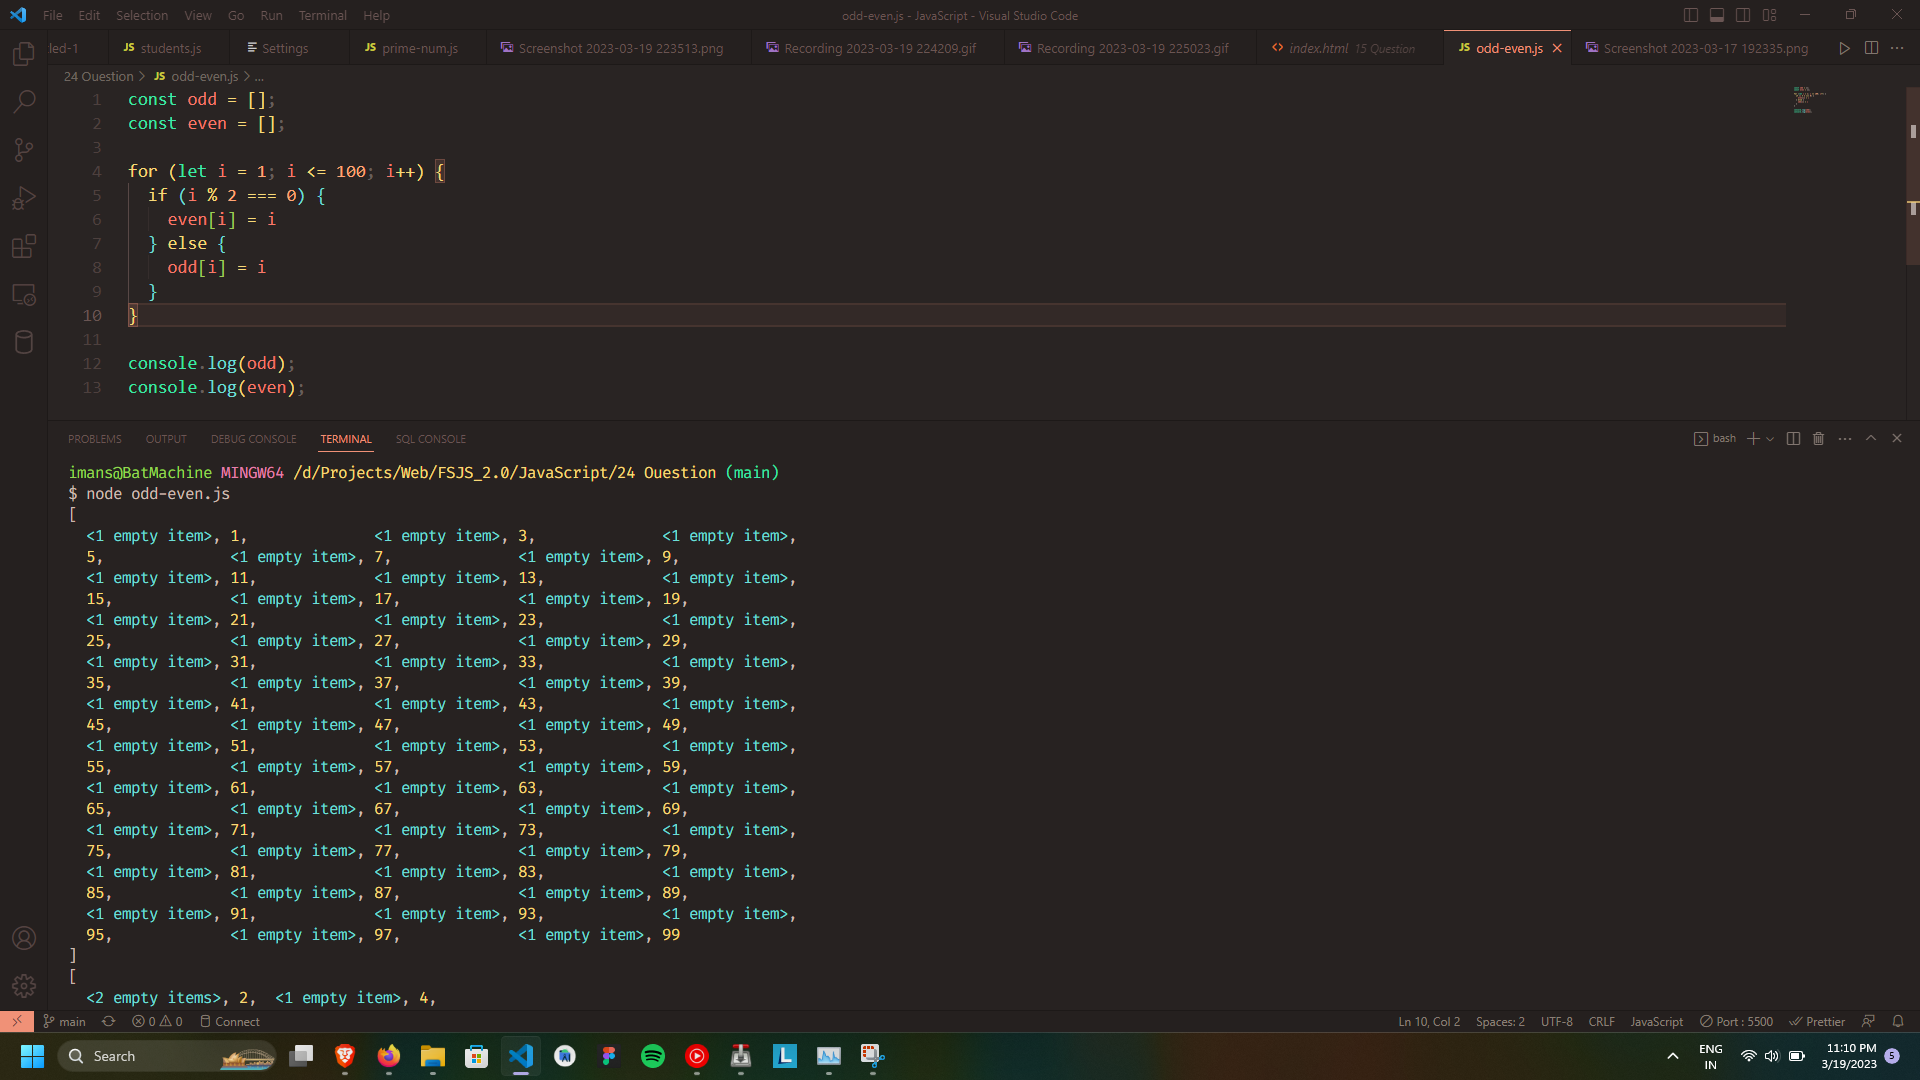 File Edit Selection View Go Run Terminal Help odd-even.js - JavaScript - Visual Studio Code
led-1 JS students.js Settings JS prime-num.js Screenshot 2023-03-19 223513.png Recording 2023-03-19 224209.gif Recording 2023-03-19 225023.gif index.html 15 Question JS odd-even.js Screenshot 2023-03-17 192335.png
24 Ouestion > JS odd-even.js > ...
1 const odd = [];
2 const even = [];
3
4 for (let i = 1; i <= 100; i++) {
5 if (i % 2 === 0) {
6 even[i] = i
7 } else {
8 odd[i] = i
9 }
10 }
11
12 console.log(odd);
13 console.log(even);
PROBLEMS OUTPUT DEBUG CONSOLE TERMINAL SQL CONSOLE bash
imans@BatMachine MINGW64 /d/Projects/Web/FSJS_2.0/JavaScript/24 Ouestion (main)
$ node odd-even.js
[
<1 empty item>, 1, <1 empty item>, 3, <1 empty item>,
5, <1 empty item>, 7, <1 empty item>, 9,
<1 empty item>, 11, <1 empty item>, 13, <1 empty item>,
15, <1 empty item>, 17, <1 empty item>, 19,
<1 empty item>, 21, <1 empty item>, 23, <1 empty item>,
25, <1 empty item>, 27, <1 empty item>, 29,
<1 empty item>, 31, <1 empty item>, 33, <1 empty item>,
35, <1 empty item>, 37, <1 empty item>, 39,
<1 empty item>, 41, <1 empty item>, 43, <1 empty item>,
45, <1 empty item>, 47, <1 empty item>, 49,
<1 empty item>, 51, <1 empty item>, 53, <1 empty item>,
55, <1 empty item>, 57, <1 empty item>, 59,
<1 empty item>, 61, <1 empty item>, 63, <1 empty item>,
65, <1 empty item>, 67, <1 empty item>, 69,
<1 empty item>, 71, <1 empty item>, 73, <1 empty item>,
75, <1 empty item>, 77, <1 empty item>, 79,
<1 empty item>, 81, <1 empty item>, 83, <1 empty item>,
85, <1 empty item>, 87, <1 empty item>, 89,
<1 empty item>, 91, <1 empty item>, 93, <1 empty item>,
95, <1 empty item>, 97, <1 empty item>, 99
]
[
<2 empty items>, 2, <1 empty item>, 4,
main 0 0 Connect Ln 10, Col 2 Spaces: 2 UTF-8 CRLF JavaScript Port : 5500 Prettier
Search ENG 11:10 PM 5
IN 3/19/2023